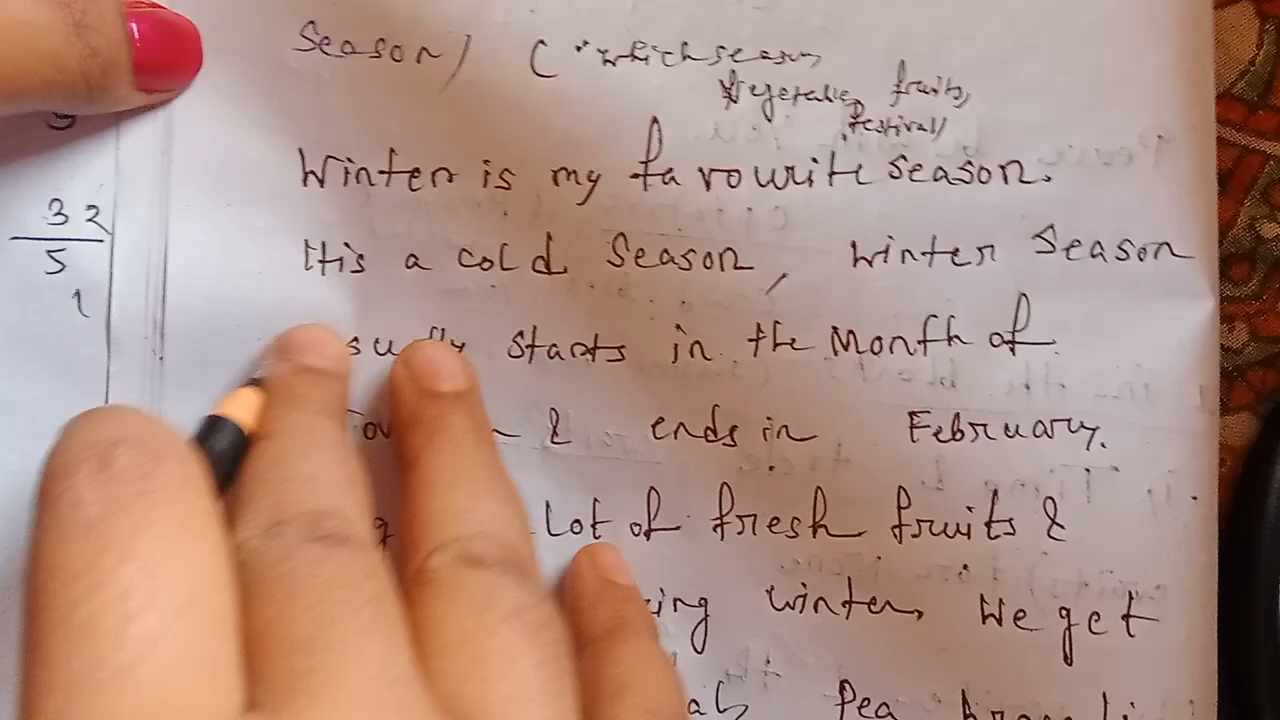 Season) ( which season
vegetables, fruits,
festival)
Winter is my favourite season.
It is a cold Season, Winter Season
starts in the Month of
& ends in February.
Lot of fresh fruits &
winter, We get
Pea
32
5
1